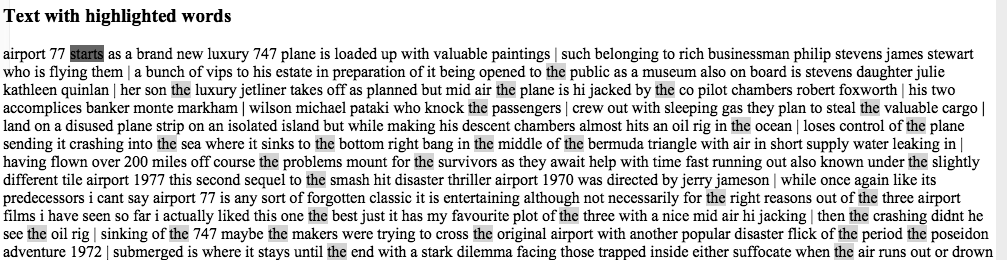 Text with highlighted words
airport 77 starts as a brand new luxury 747 plane is loaded up with valuable paintings | such belonging to rich businessman philip stevens james stewart
who is flying them | a bunch of vips to his estate in preparation of it being opened to the public as a museum also on board is stevens daughter julie
kathleen quinlan | her son the luxury jetliner takes off as planned but mid air the plane is hi jacked by the co pilot chambers robert foxworth | his two
accomplices banker monte markham | wilson michael pataki who knock the passengers | crew out with sleeping gas they plan to steal the valuable cargo |
land on a disused plane strip on an isolated island but while making his descent chambers almost hits an oil rig in the ocean | loses control of the plane
sending it crashing into the sea where it sinks to the bottom right bang in the middle of the bermuda triangle with air in short supply water leaking in |
having flown over 200 miles off course the problems mount for the survivors as they await help with time fast running out also known under the slightly
different tile airport 1977 this second sequel to the smash hit disaster thriller airport 1970 was directed by jerry jameson | while once again like its
predecessors i cant say airport 77 is any sort of forgotten classic it is entertaining although not necessarily for the right reasons out of the three airport
films i have seen so far i actually liked this one the best just it has my favourite plot of the three with a nice mid air hi jacking | then the crashing didnt he
see the oil rig | sinking of the 747 maybe the makers were trying to cross the original airport with another popular disaster flick of the period the poseidon
adventure 1972 | submerged is where it stays until the end with a stark dilemma facing those trapped inside either suffocate when the air runs out or drown